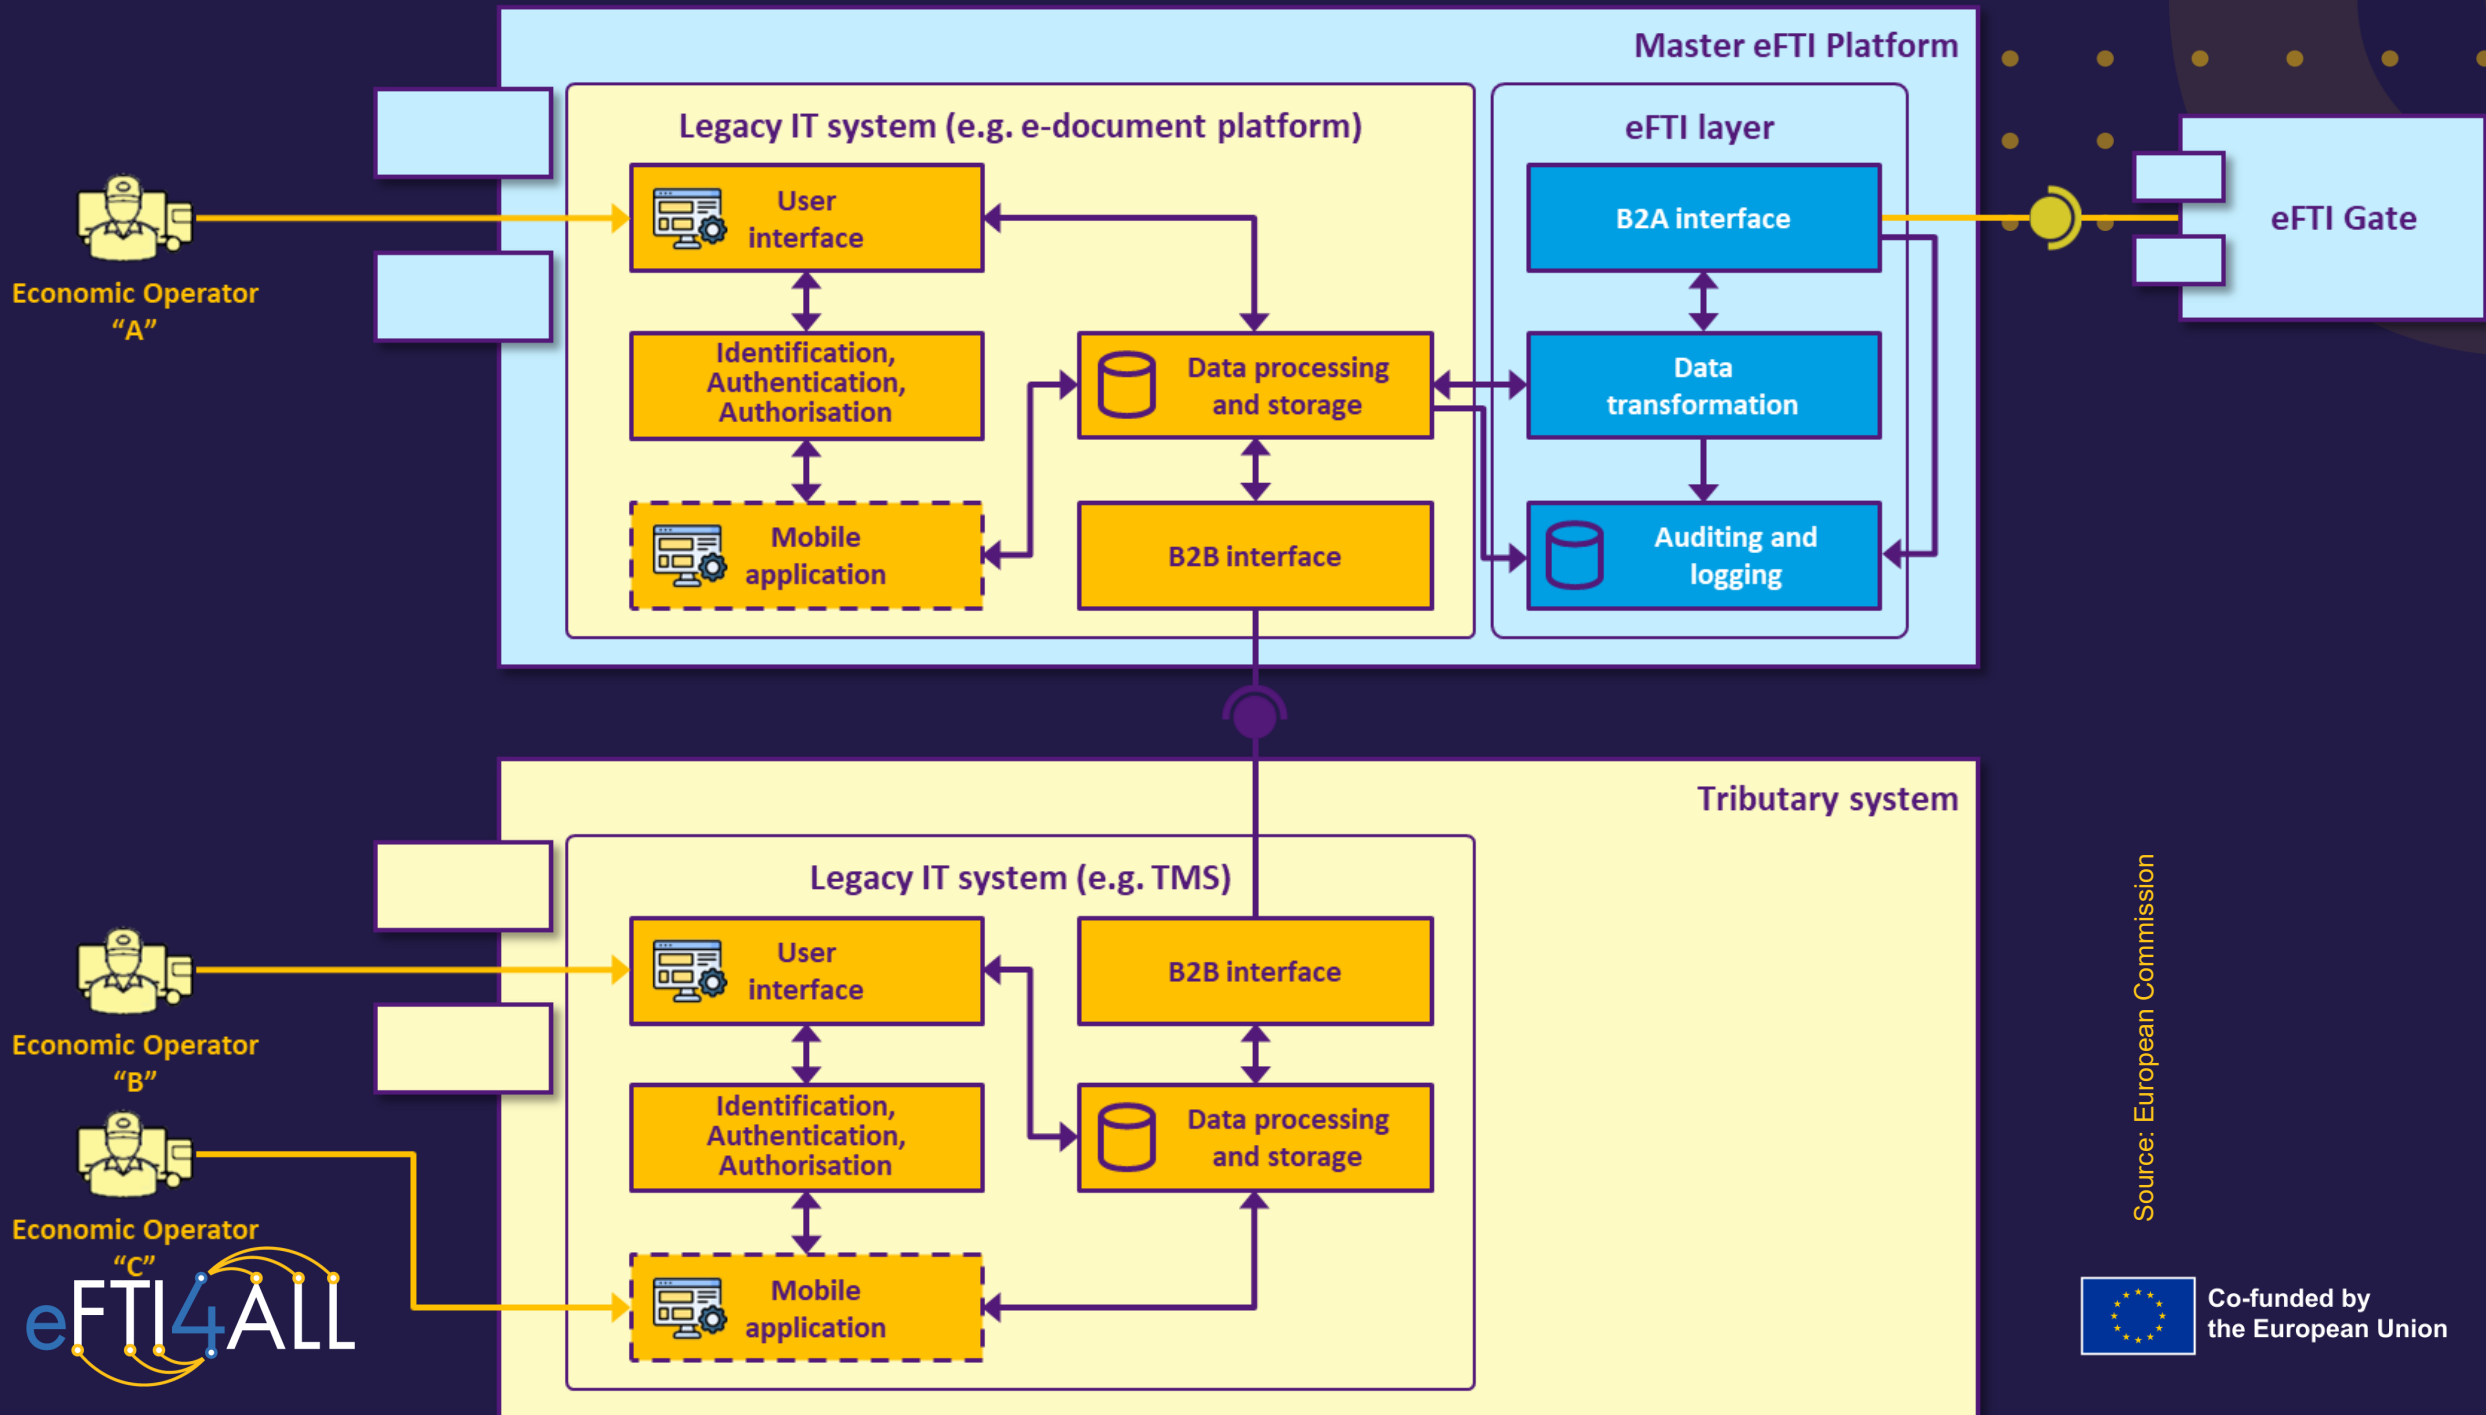 Master eFTI Platform
Legacy IT system (e.g. e-document platform)
eFTI layer
User
interface
B2A interface
eFTI Gate
Economic Operator
“A”
Identification,
Authentication,
Authorisation
Data processing
and storage
Data
transformation
Mobile
application
B2B interface
Auditing and
logging
Tributary system
Legacy IT system (e.g. TMS)
User
interface
B2B interface
Economic Operator
“B”
Identification,
Authentication,
Authorisation
Data processing
and storage
Economic Operator
“C”
Mobile
application
Source: European Commission
eFTI4ALL
Co-funded by
the European Union